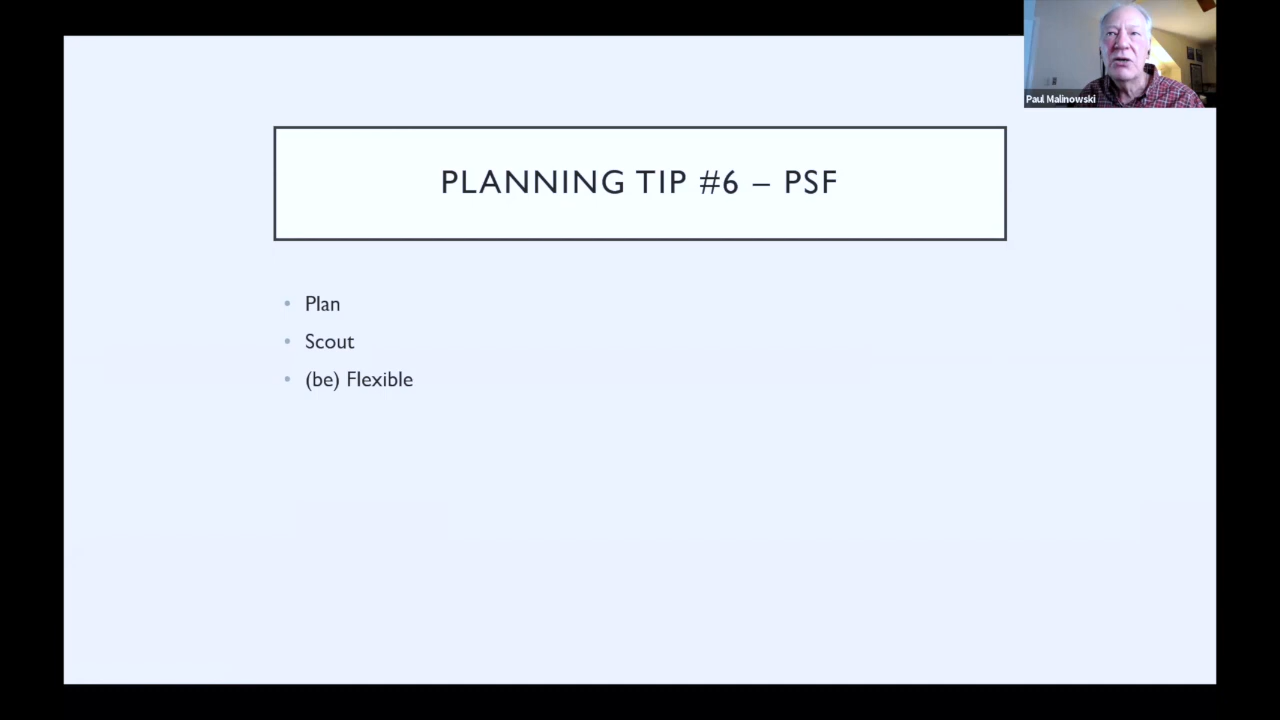 Paul Malinowski
PLANNING TIP #6 – PSF
• Plan
• Scout
• (be) Flexible